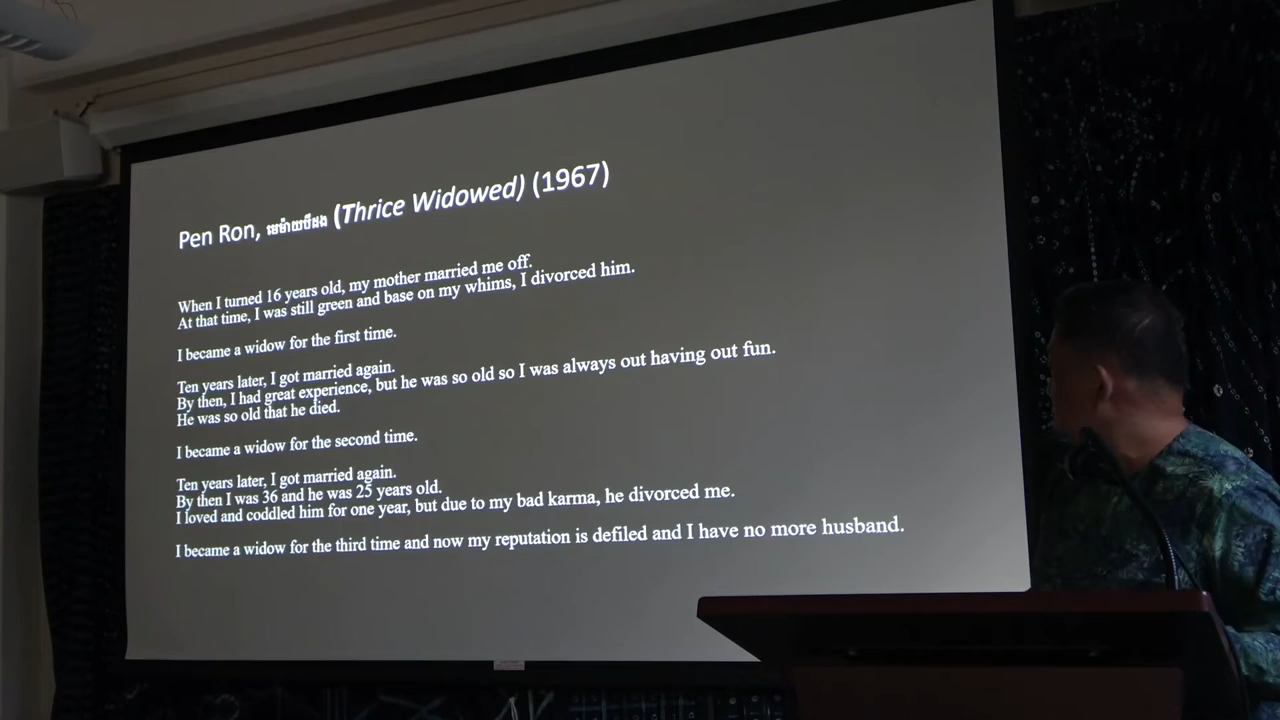 Pen Ron, មេម៉ាយបីដង (Thrice Widowed) (1967)
When I turned 16 years old, my mother married me off.
At that time, I was still green and base on my whims, I divorced him.
I became a widow for the first time.
Ten years later, I got married again.
By then, I had great experience, but he was so old so I was always out having out fun.
He was so old that he died.
I became a widow for the second time.
Ten years later, I got married again.
By then I was 36 and he was 25 years old.
I loved and coddled him for one year, but due to my bad karma, he divorced me.
I became a widow for the third time and now my reputation is defiled and I have no more husband.